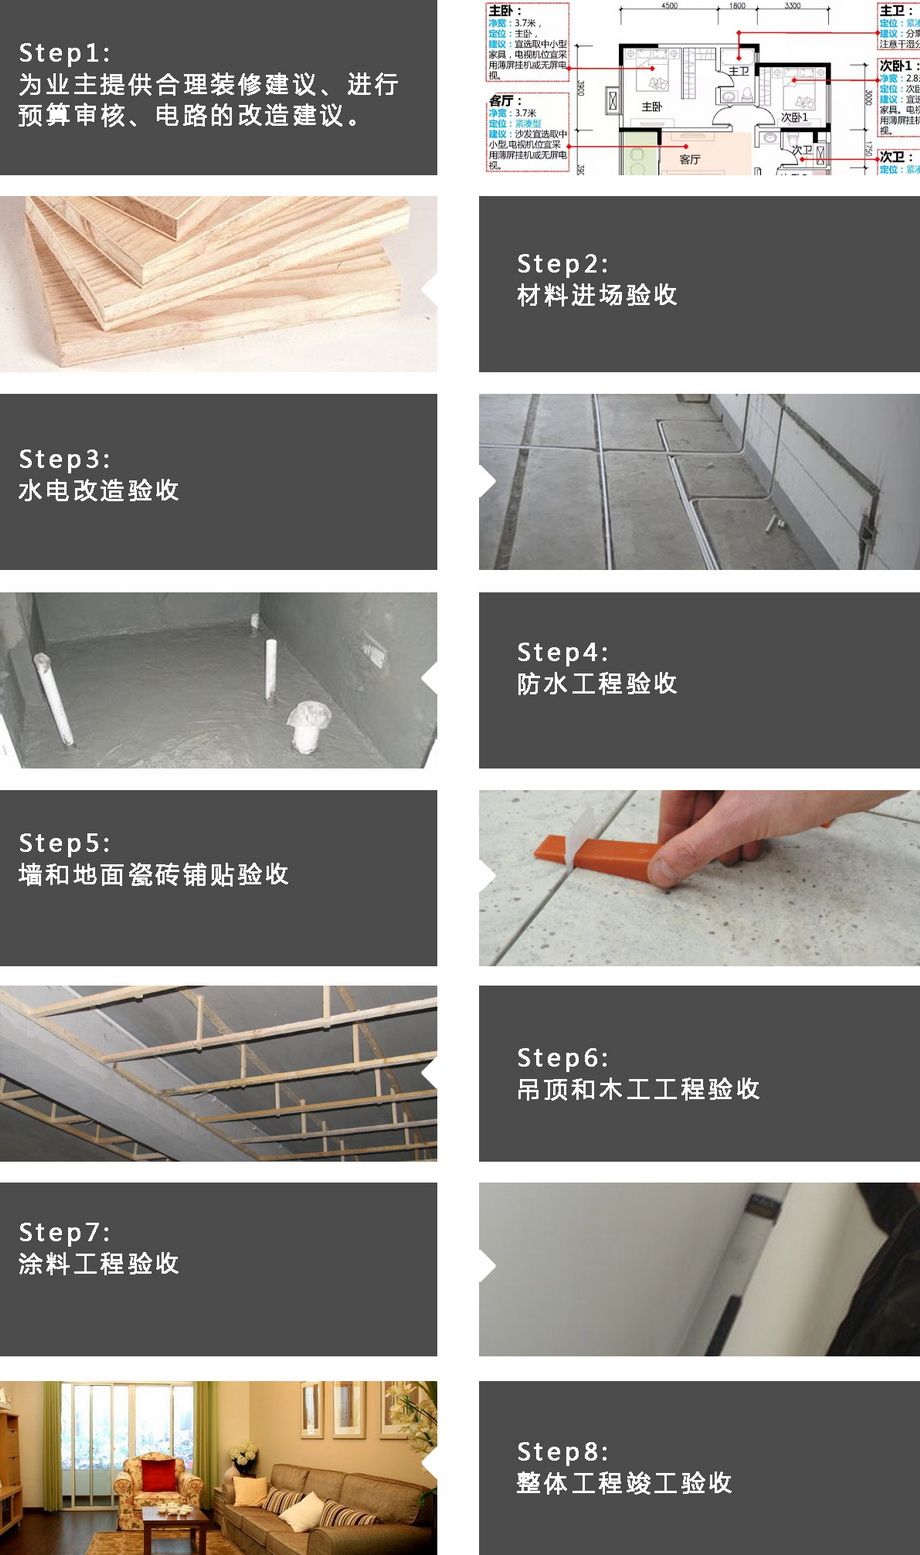 Step1:
为业主提供合理装修建议、进行
预算审核、电路的改造建议。
主卧：
净宽：3.7米，
定位：主卧，
建议：宜选取中小型
家具，电视机位宜采
用薄屏挂机或无屏电
视。
客厅：
净宽：3.7米
定位：紧凑型
建议：沙发宜选取中
小型,电视机位宜采
用薄屏挂机或无屏电
视。
4500
1800
3300
3900
主卧
主卫
次卧1
客厅
次卫
3000
1750
主卫：
定位：紧凑
建议：分离
注意干湿分
次卧1：
净宽：2.8
定位：次卧
建议：宜选
家具。电视
用薄屏挂机
视。
次卫：
定位：紧凑
Step2:
材料进场验收
Step3:
水电改造验收
Step4:
防水工程验收
Step5:
墙和地面瓷砖铺贴验收
Step6:
吊顶和木工工程验收
Step7:
涂料工程验收
Step8:
整体工程竣工验收